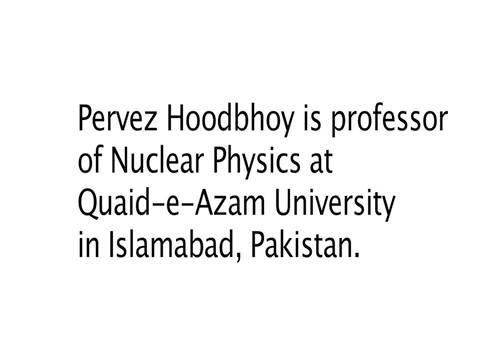 Pervez Hoodbhoy is professor
of Nuclear Physics at
Quaid-e-Azam University
in Islamabad, Pakistan.